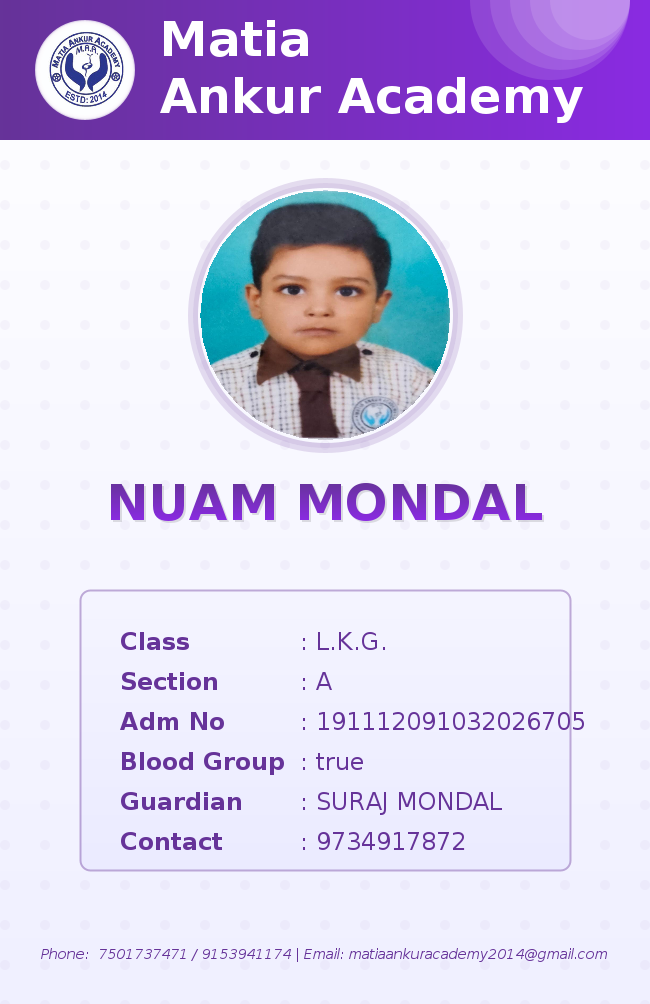 MATIA ANKUR ACADEMY
M.A.A.
ESTD: 2014
Matia
Ankur Academy
NUAM MONDAL
Class : L.K.G.
Section : A
Adm No : 191112091032026705
Blood Group : true
Guardian : SURAJ MONDAL
Contact : 9734917872
Phone: 7501737471 / 9153941174 | Email: matiaankuracademy2014@gmail.com